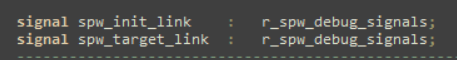 signal spw_init_link : r_spw_debug_signals;
signal spw_target_link : r_spw_debug_signals;
--------------------------------------------------------